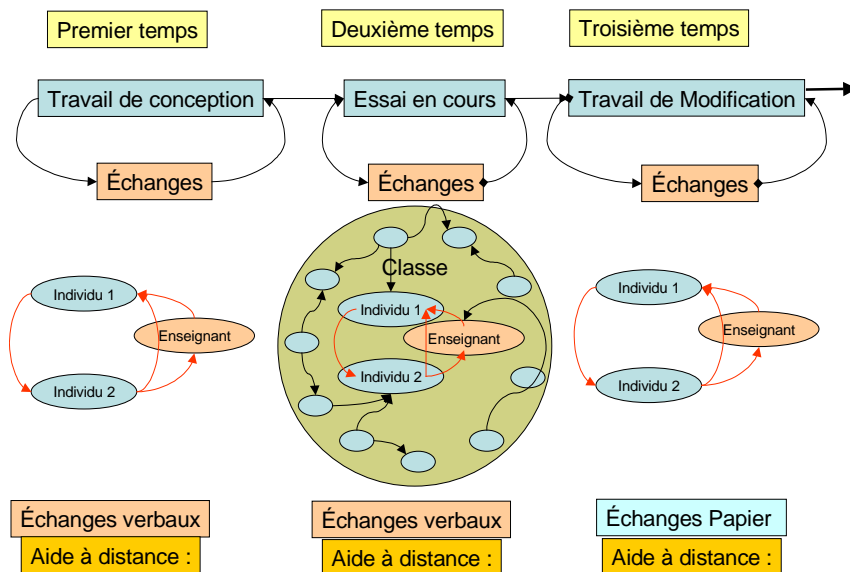 Premier temps
Deuxième temps
Troisième temps
Travail de conception
Essai en cours
Travail de Modification
Échanges
Échanges
Échanges
Classe
Individu 1
Enseignant
Individu 2
Individu 1
Enseignant
Individu 2
Individu 1
Enseignant
Individu 2
Échanges verbaux
Échanges verbaux
Échanges Papier
Aide à distance :
Aide à distance :
Aide à distance :